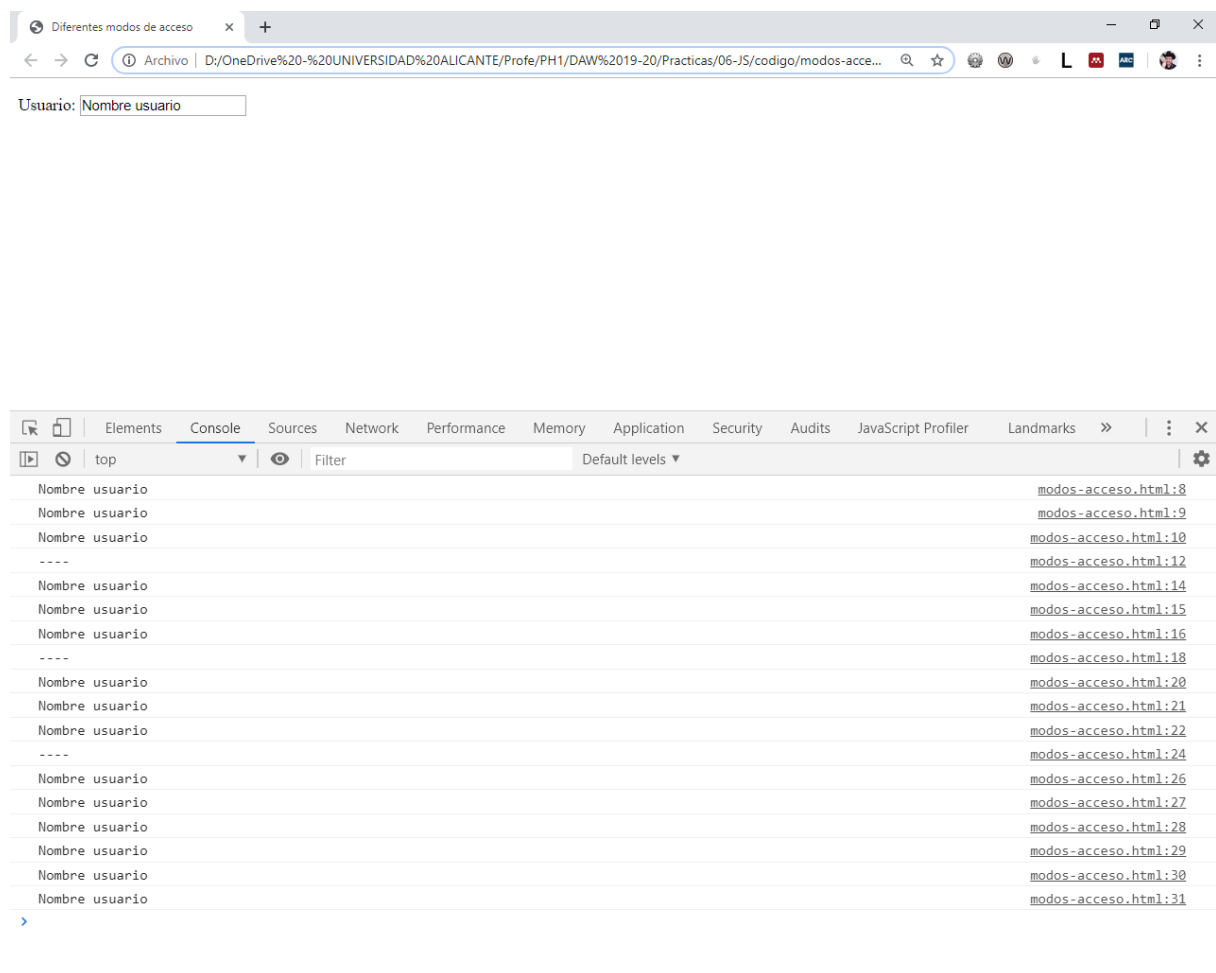 Diferentes modos de acceso
Archivo D:/OneDrive%20-%20UNIVERSIDAD%20ALICANTE/Profe/PH1/DAW%2019-20/Practicas/06-JS/codigo/modos-acce... W L ARC
Usuario: Nombre usuario
Elements Console Sources Network Performance Memory Application Security Audits JavaScript Profiler Landmarks »
top Filter Default levels
Nombre usuario modos-acceso.html:8
Nombre usuario modos-acceso.html:9
Nombre usuario modos-acceso.html:10
---- modos-acceso.html:12
Nombre usuario modos-acceso.html:14
Nombre usuario modos-acceso.html:15
Nombre usuario modos-acceso.html:16
---- modos-acceso.html:18
Nombre usuario modos-acceso.html:20
Nombre usuario modos-acceso.html:21
Nombre usuario modos-acceso.html:22
---- modos-acceso.html:24
Nombre usuario modos-acceso.html:26
Nombre usuario modos-acceso.html:27
Nombre usuario modos-acceso.html:28
Nombre usuario modos-acceso.html:29
Nombre usuario modos-acceso.html:30
Nombre usuario modos-acceso.html:31